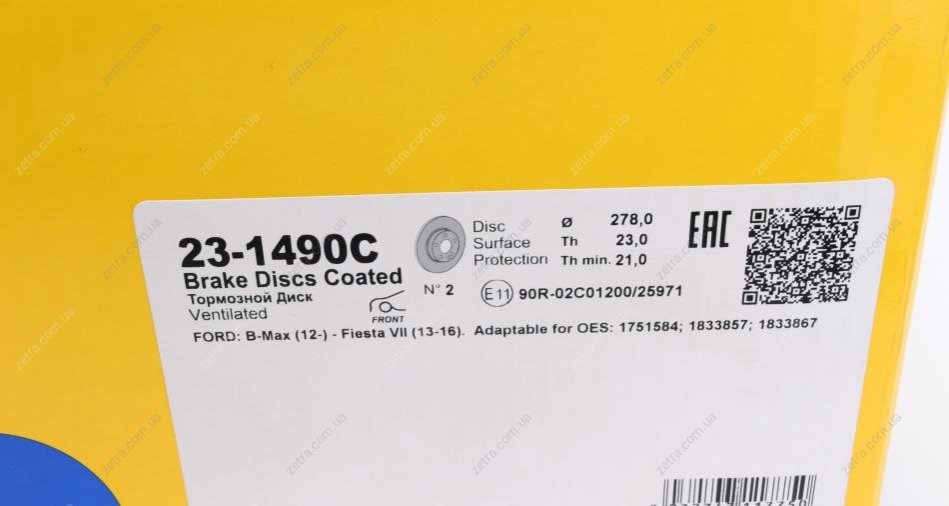 23-1490C
Brake Discs Coated
Тормозной Диск
Ventilated
FRONT
N° 2
Disc
Surface
Protection
Ø 278,0
Th 23,0
Th min. 21,0
E11 90R-02C01200/25971
EAC
FORD: B-Max (12-) - Fiesta VII (13-16). Adaptable for OES: 1751584; 1833857; 1833867
zetra.com.ua